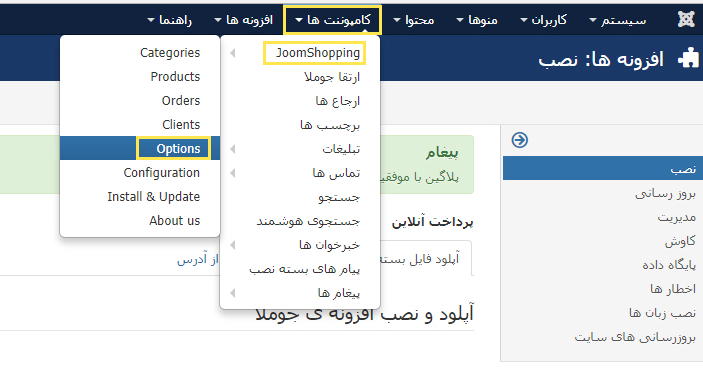 سیستم کاربران منوها محتوا کامپوننت ها افزونه ها راهنما
افزونه ها: نصب
JoomShopping
ارتقا جوملا
ارجاع ها
برچسب ها
تبلیغات
تماس ها
جستجو
جستجوی هوشمند
خبرخوان ها
پیام های بسته نصب
پیغام ها
Categories
Products
Orders
Clients
Options
Configuration
Install & Update
About us
نصب
بروز رسانی
مدیریت
کاوش
پایگاه داده
اخطار ها
نصب زبان ها
بروزرسانی های سایت
پیغام
پلاگین با موفقی
پرداخت آنلاین
آپلود فایل بسته
از آدرس
آپلود و نصب افزونه ی جوملا